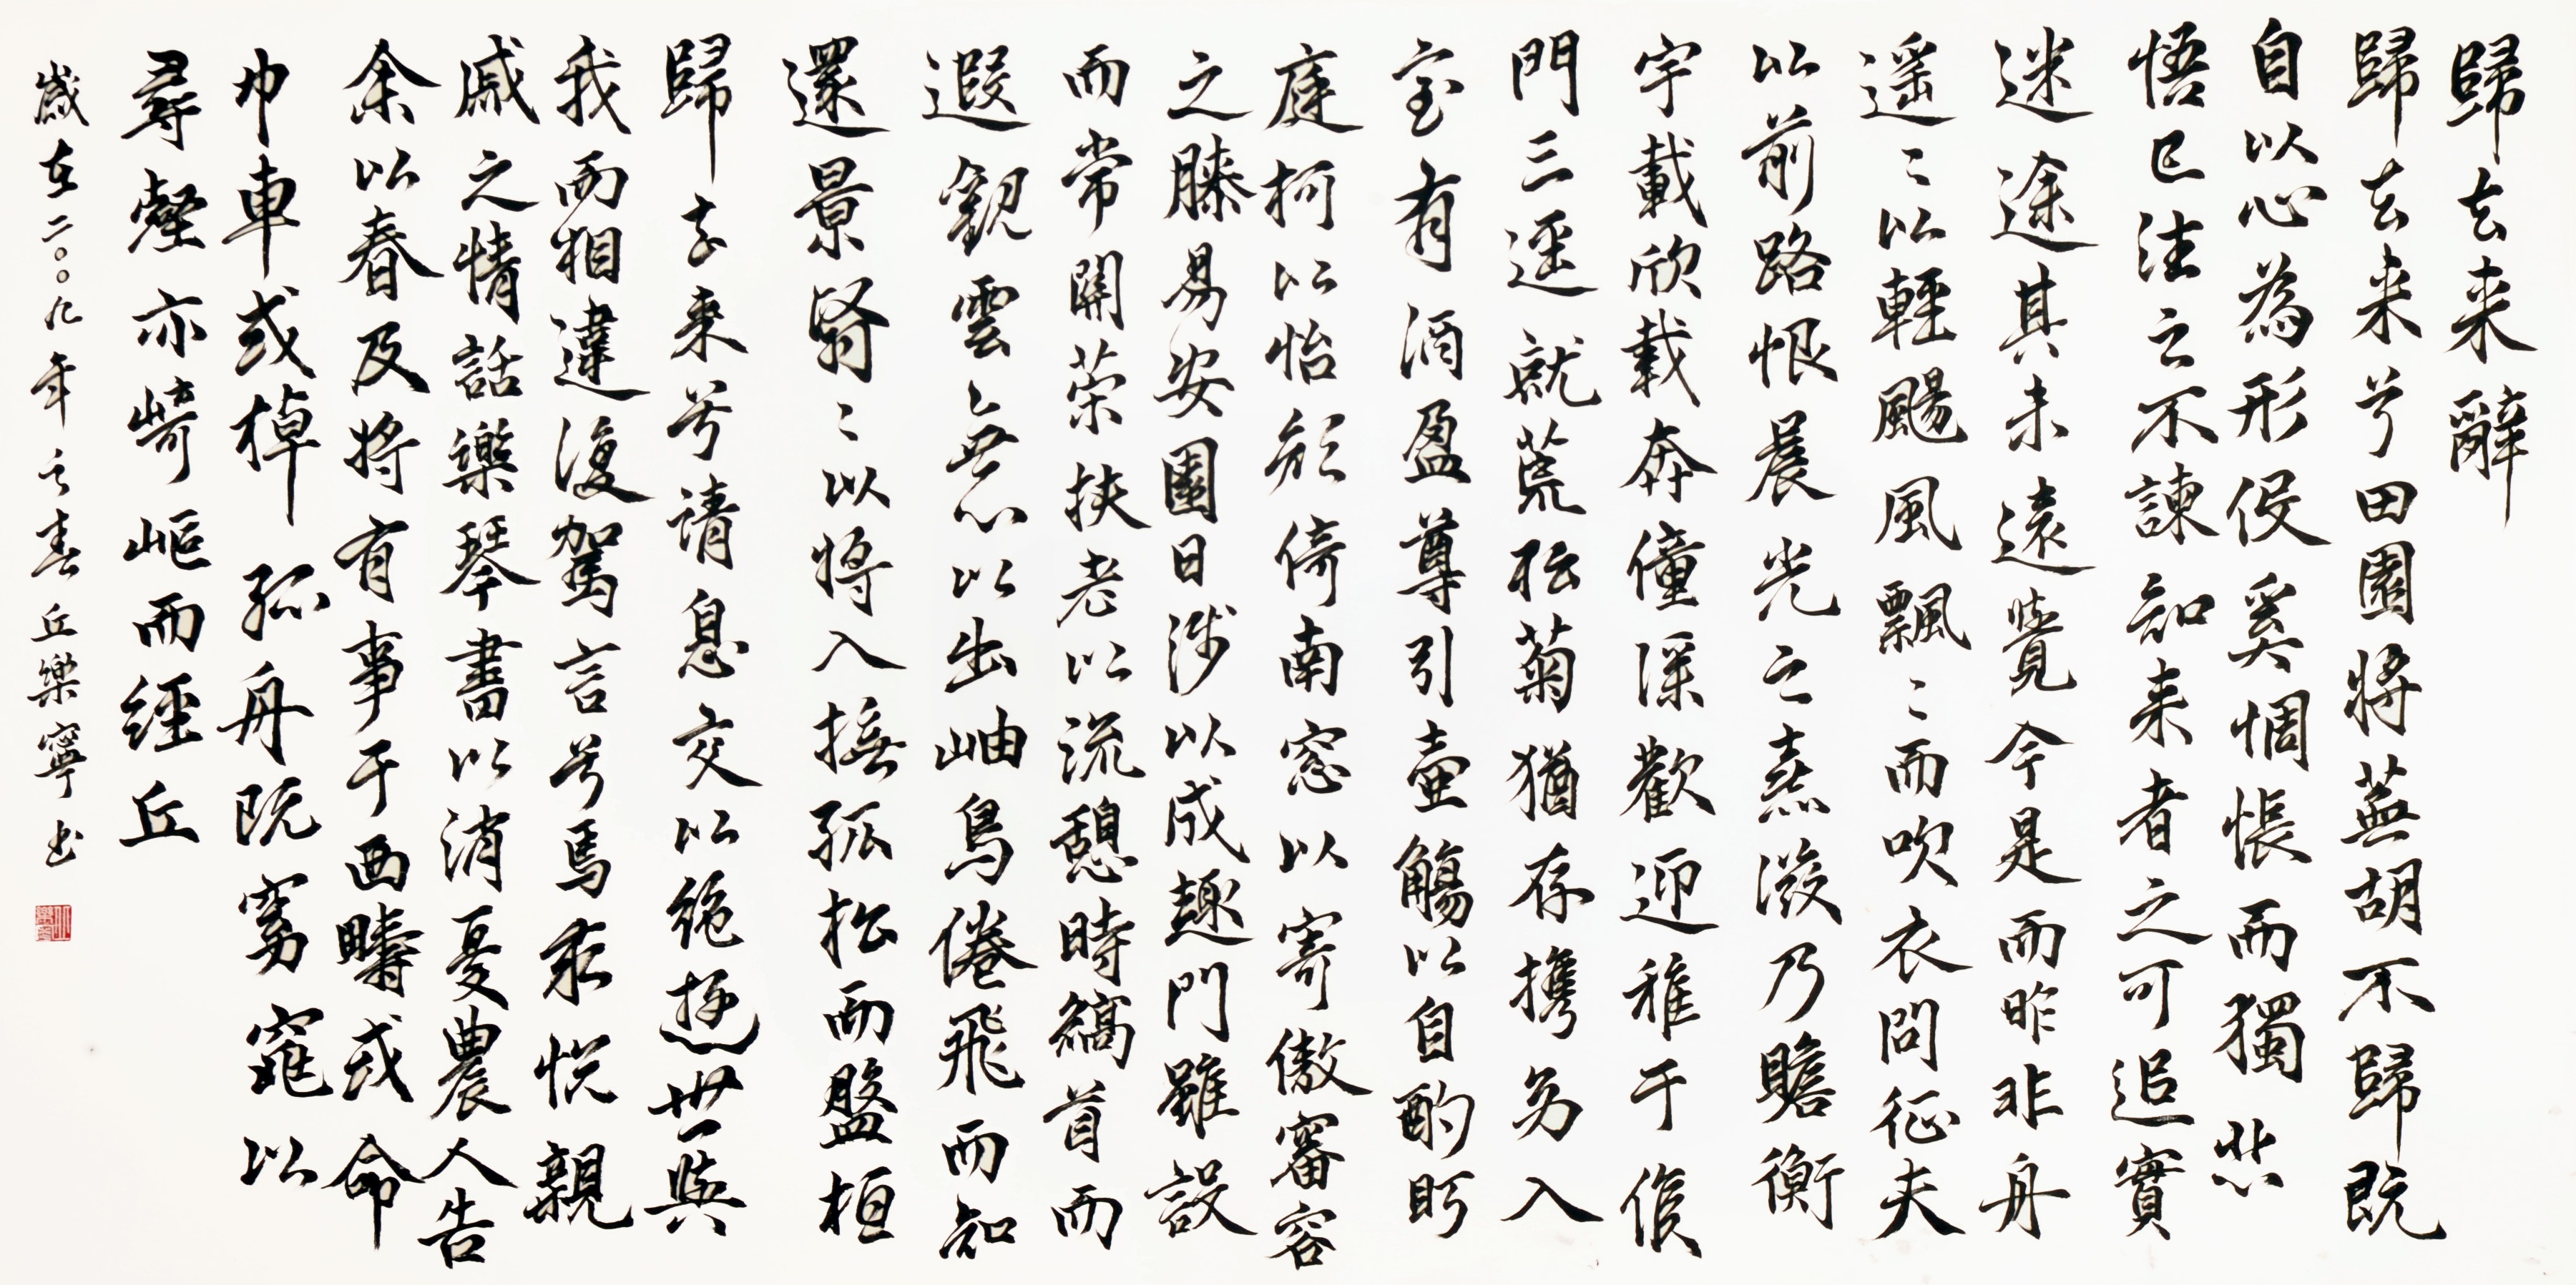 歸去来辭
歸去来兮田園將蕪胡不歸既
自以心為形役奚惆悵而獨悲
悟已往之不諫知来者之可追實
迷途其未遠覺今是而昨非舟
遥〻以輕颺風飄〻而吹衣問征夫
以前路恨晨光之熹微乃瞻衡
宇載欣載奔僮僕歡迎稚子候
門三逕就荒松菊猶存携幼入
室有酒盈尊引壺觴以自酌眄
庭柯以怡顔倚南窓以寄傲審容
之膝易安園日涉以成趣門雖設
而常關策扶老以流憩時矯首而
遐觀雲無心以出岫鳥倦飛而知
還景翳〻以將入撫孤松而盤桓
歸去来兮請息交以絶遊世與
我而相違復駕言兮焉求悦親
戚之情話樂琴書以消憂農人告
余以春及將有事于西疇或命
巾車或棹孤舟既窈窕以
尋壑亦崎嶇而經丘
歲在二〇〇九年之春丘樂寧书